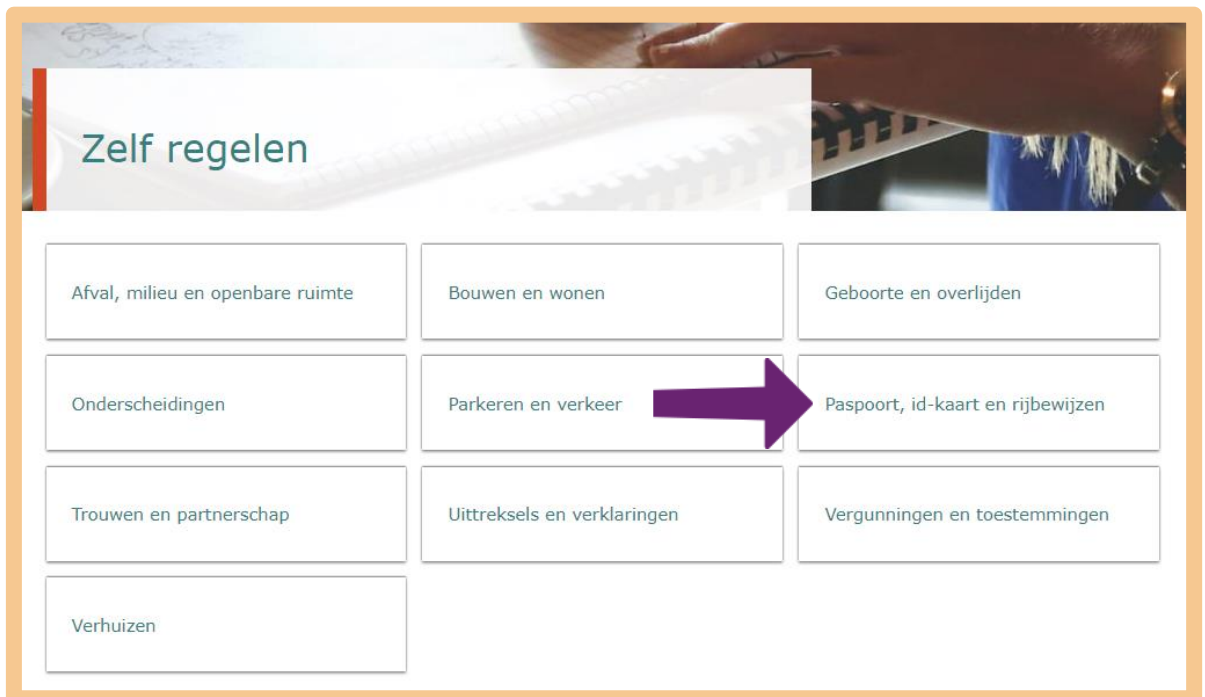 Zelf regelen
Afval, milieu en openbare ruimte
Bouwen en wonen
Geboorte en overlijden
Onderscheidingen
Parkeren en verkeer
Paspoort, id-kaart en rijbewijzen
Trouwen en partnerschap
Uittreksels en verklaringen
Vergunningen en toestemmingen
Verhuizen